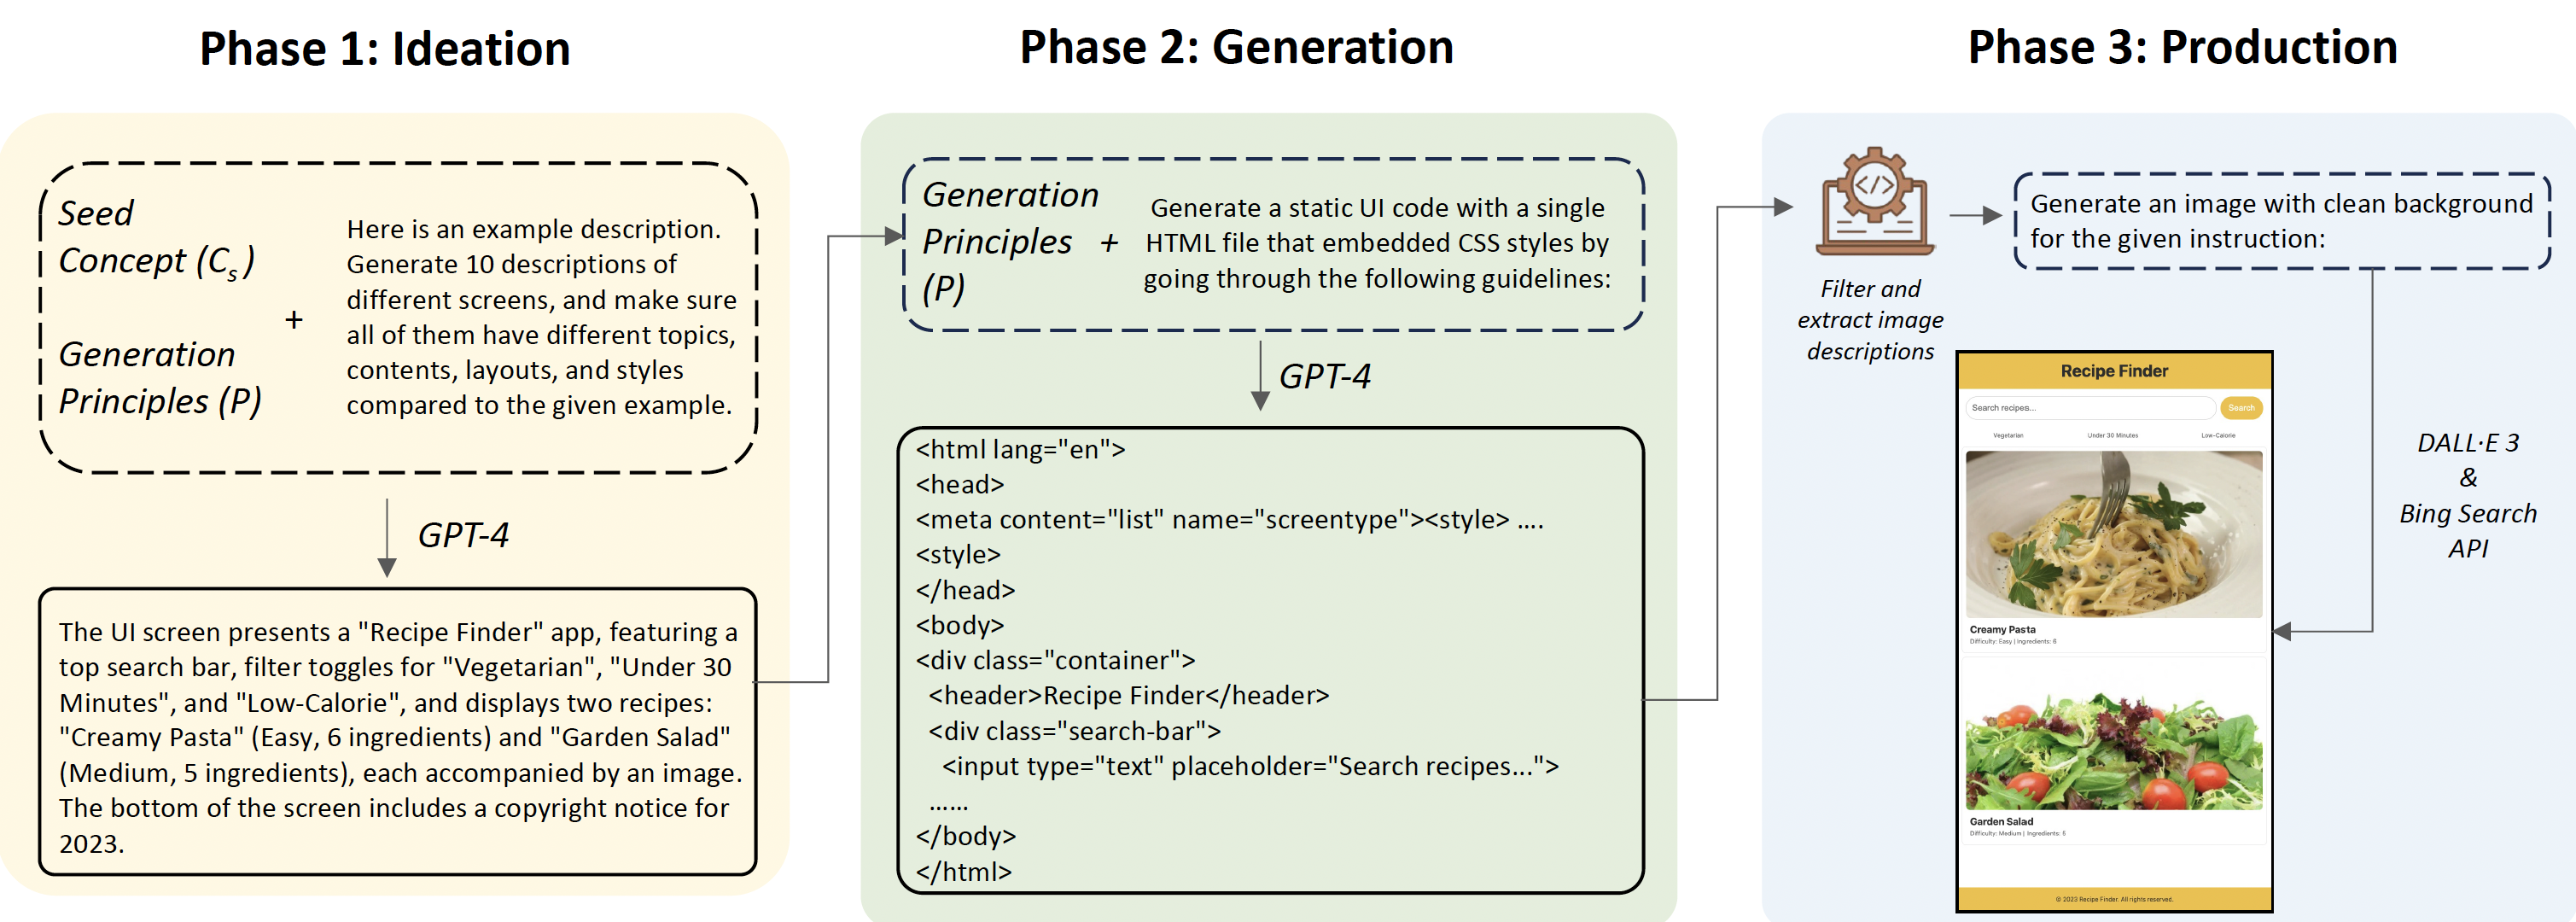 Phase 1: Ideation
Seed
Concept (Cs)
Generation
Principles (P)
+
Here is an example description.
Generate 10 descriptions of
different screens, and make sure
all of them have different topics,
contents, layouts, and styles
compared to the given example.
GPT-4
The UI screen presents a "Recipe Finder" app, featuring a
top search bar, filter toggles for "Vegetarian", "Under 30
Minutes", and "Low-Calorie", and displays two recipes:
"Creamy Pasta" (Easy, 6 ingredients) and "Garden Salad"
(Medium, 5 ingredients), each accompanied by an image.
The bottom of the screen includes a copyright notice for
2023.
Phase 2: Generation
Generation
Principles
(P)
+
Generate a static UI code with a single
HTML file that embedded CSS styles by
going through the following guidelines:
GPT-4
<html lang="en">
<head>
<meta content="list" name="screentype"><style> ....
<style>
</head>
<body>
<div class="container">
<header>Recipe Finder</header>
<div class="search-bar">
<input type="text" placeholder="Search recipes...">
……
</body>
</html>
Phase 3: Production
</>
Filter and
extract image
descriptions
Generate an image with clean background
for the given instruction:
Recipe Finder
Search recipes...
Search
Vegetarian Under 30 Minutes Low-Calorie
Creamy Pasta
Difficulty: Easy | Ingredients: 6
Garden Salad
Difficulty: Medium | Ingredients: 5
© 2023 Recipe Finder. All rights reserved.
DALL·E 3
&
Bing Search
API